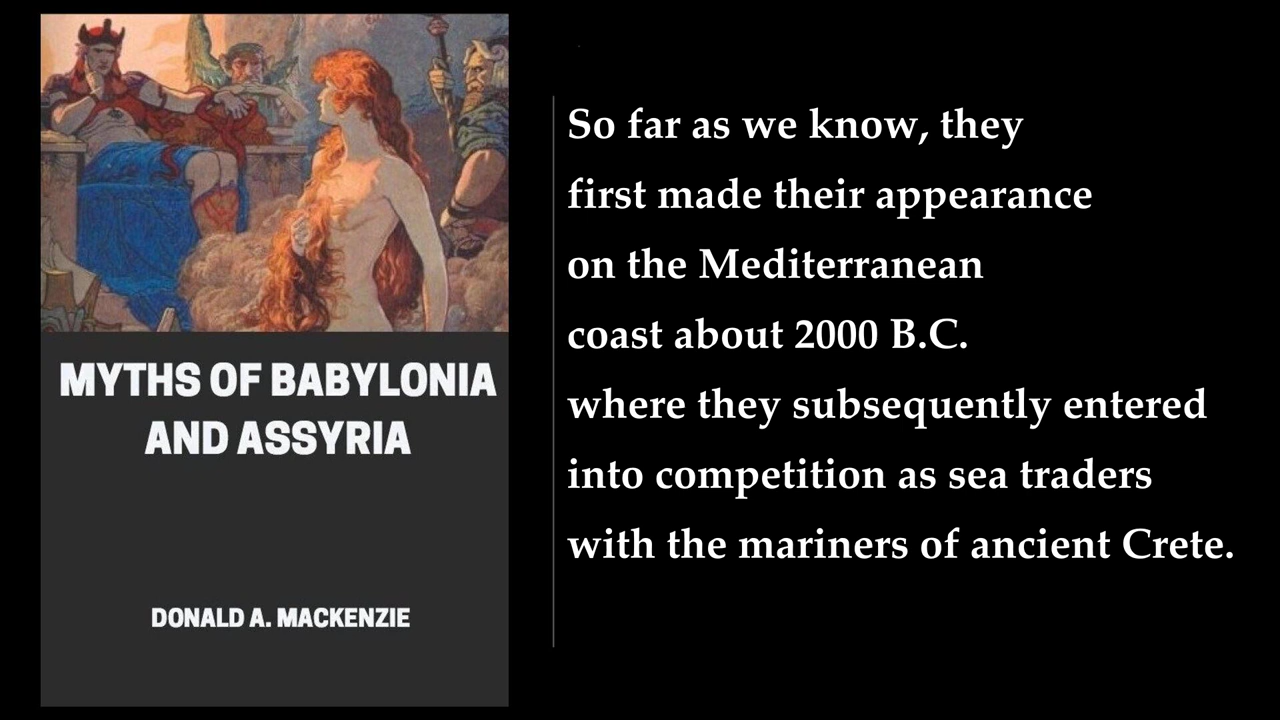 MYTHS OF BABYLONIA
AND ASSYRIA
DONALD A. MACKENZIE
So far as we know, they
first made their appearance
on the Mediterranean
coast about 2000 B.C.
where they subsequently entered
into competition as sea traders
with the mariners of ancient Crete.